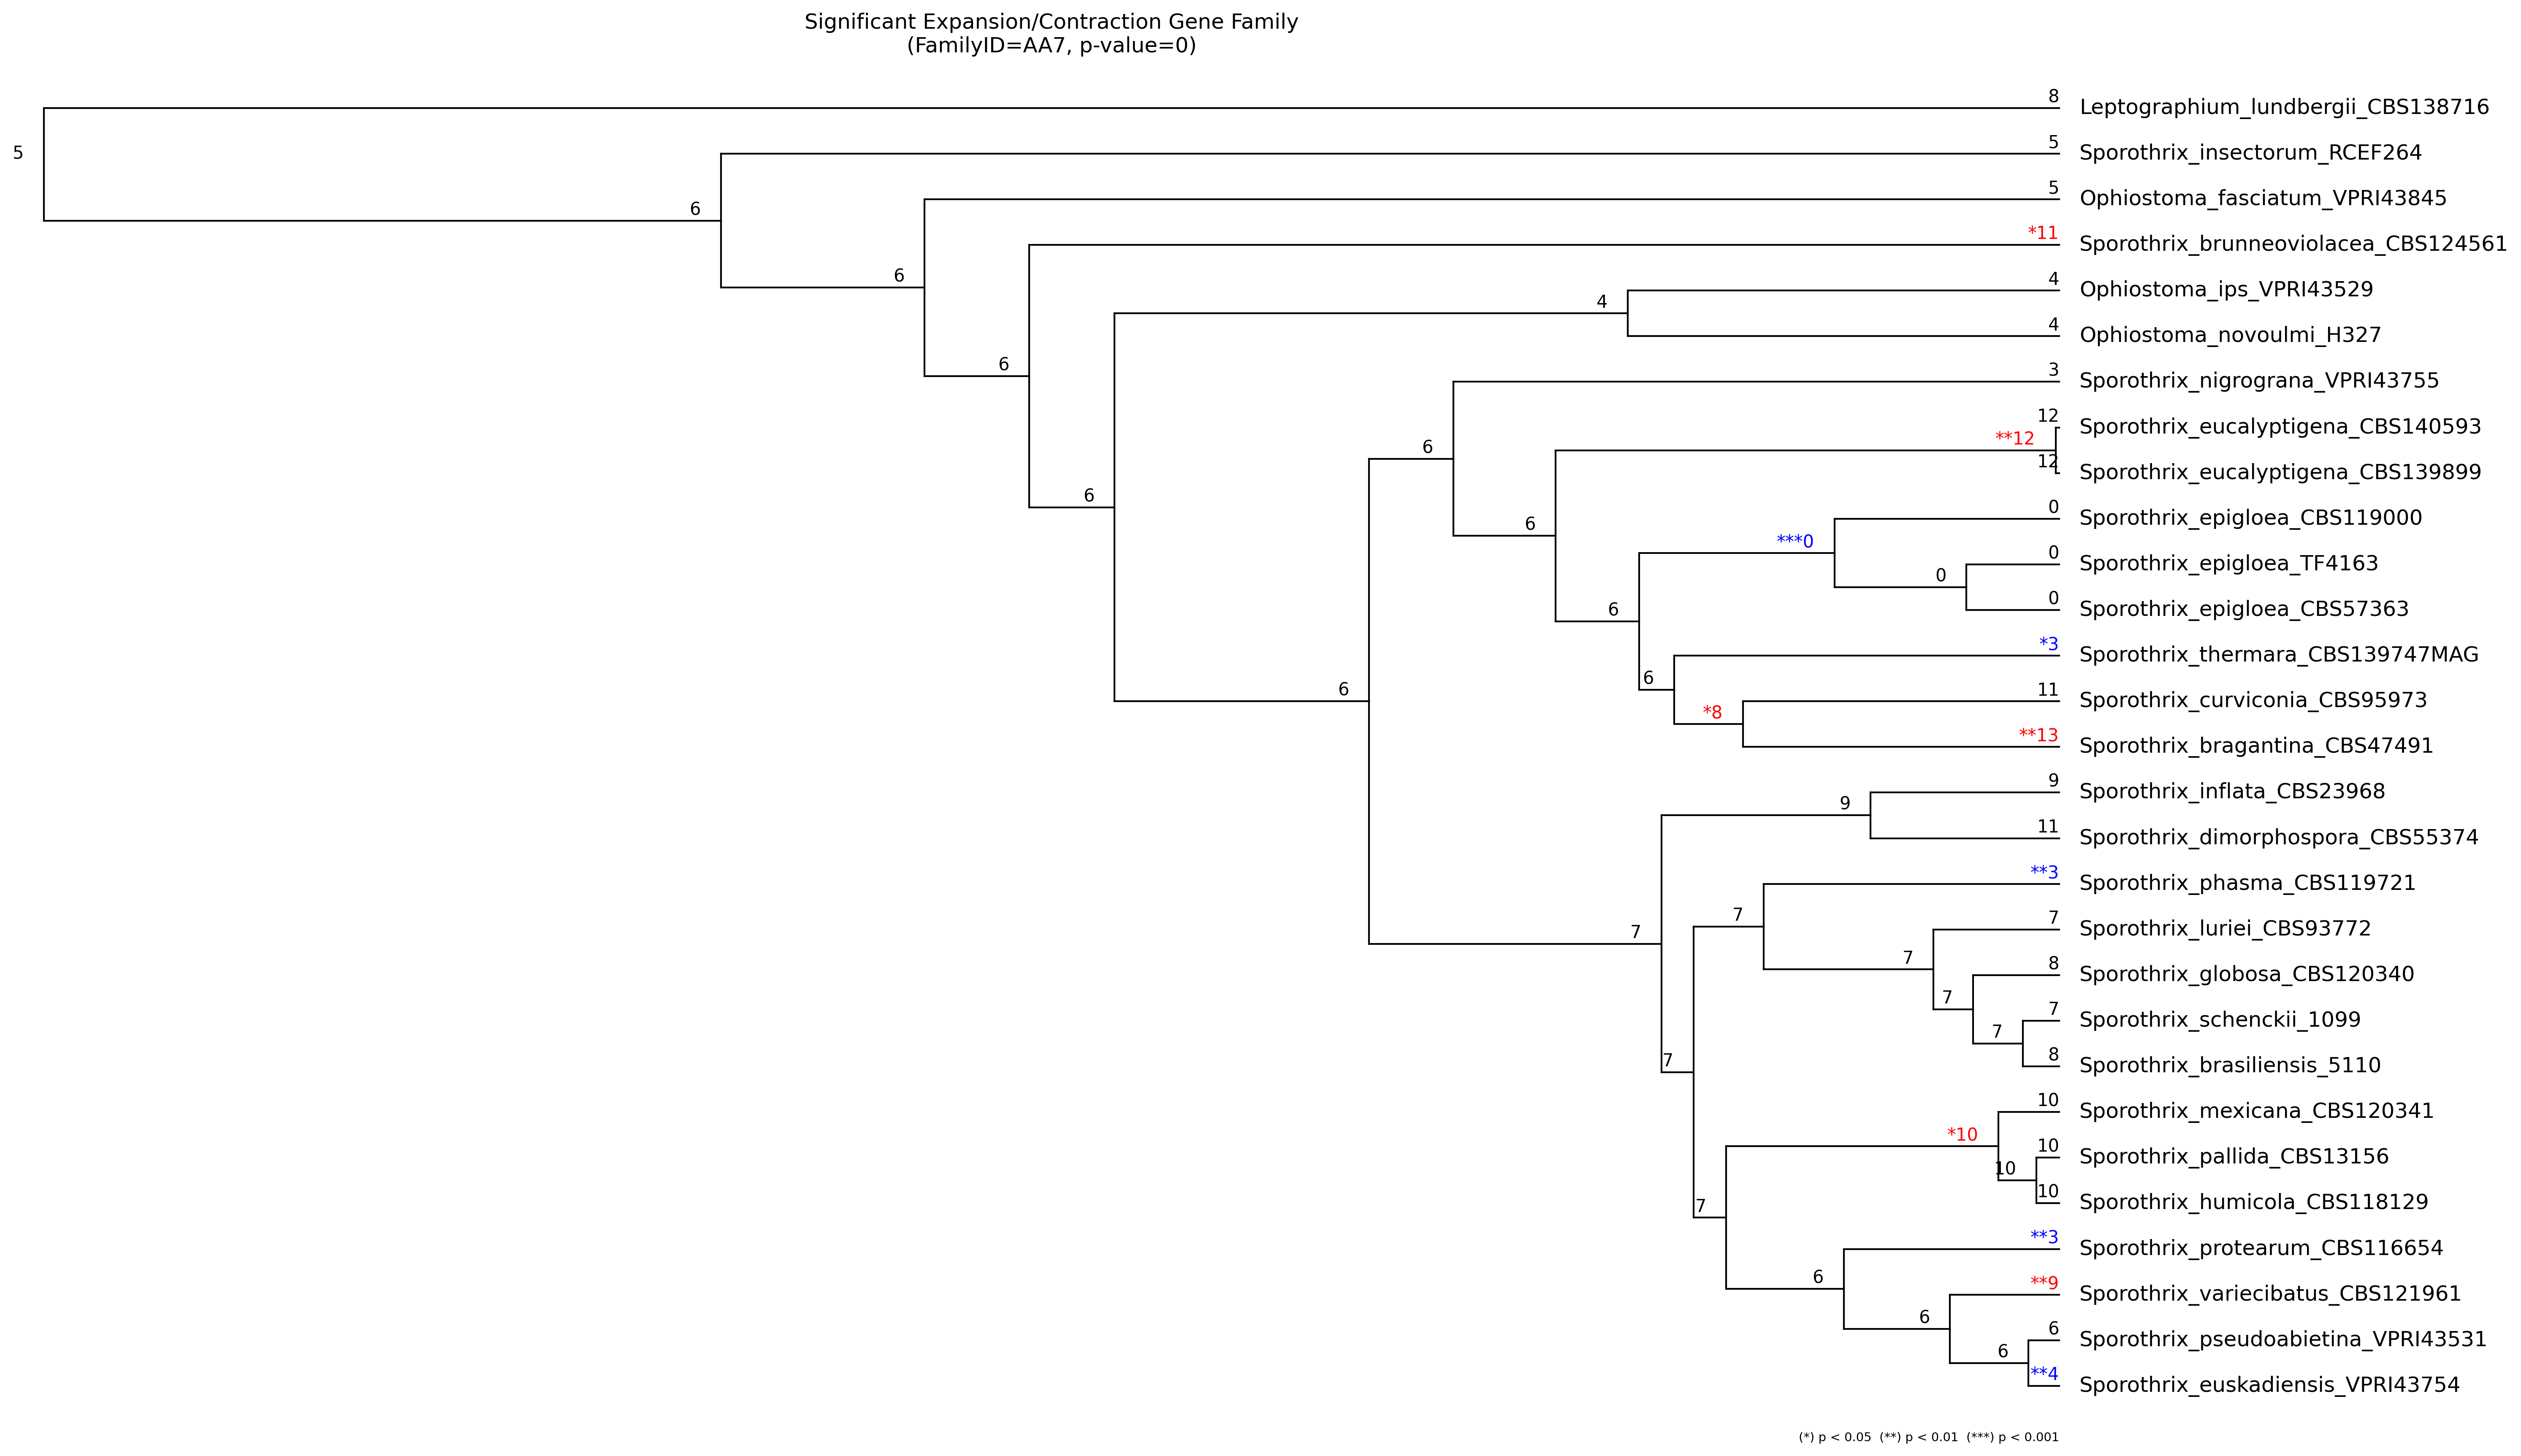 Significant Expansion/Contraction Gene Family
(FamilyID=AA7, p-value=0)
8 Leptographium_lundbergii_CBS138716
5
5 Sporothrix_insectorum_RCEF264
6
5 Ophiostoma_fasciatum_VPRI43845
6
*11 Sporothrix_brunneoviolacea_CBS124561
6
4 Ophiostoma_ips_VPRI43529
4
4 Ophiostoma_novoulmi_H327
6
3 Sporothrix_nigrograna_VPRI43755
6
12 Sporothrix_eucalyptigena_CBS140593
**12
12 Sporothrix_eucalyptigena_CBS139899
6
0 Sporothrix_epigloea_CBS119000
***0
0 Sporothrix_epigloea_TF4163
0
0 Sporothrix_epigloea_CBS57363
6
*3 Sporothrix_thermara_CBS139747MAG
6
6
11 Sporothrix_curviconia_CBS95973
*8
**13 Sporothrix_bragantina_CBS47491
9 Sporothrix_inflata_CBS23968
9
11 Sporothrix_dimorphospora_CBS55374
**3 Sporothrix_phasma_CBS119721
7
7
7 Sporothrix_luriei_CBS93772
7
8 Sporothrix_globosa_CBS120340
7
7 Sporothrix_schenckii_1099
7
8 Sporothrix_brasiliensis_5110
7
10 Sporothrix_mexicana_CBS120341
*10
10 Sporothrix_pallida_CBS13156
10
10 Sporothrix_humicola_CBS118129
7
**3 Sporothrix_protearum_CBS116654
6
**9 Sporothrix_variecibatus_CBS121961
6
6 Sporothrix_pseudoabietina_VPRI43531
6
**4 Sporothrix_euskadiensis_VPRI43754
(*) p < 0.05 (**) p < 0.01 (***) p < 0.001